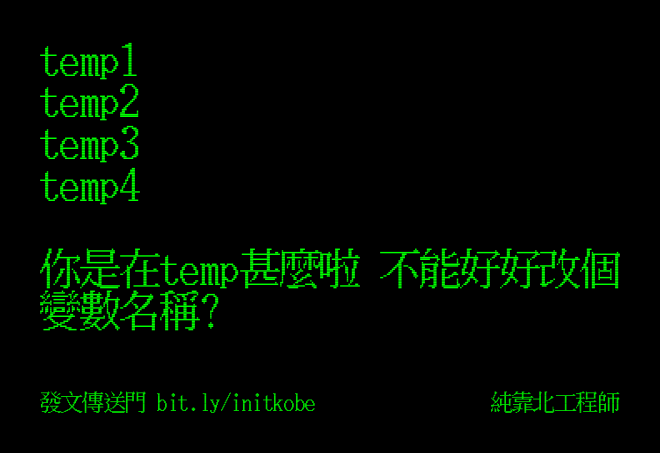 temp1
temp2
temp3
temp4
你是在temp甚麼啦 不能好好改個
變數名稱?
發文傳送門 bit.ly/initkobe 純靠北工程師